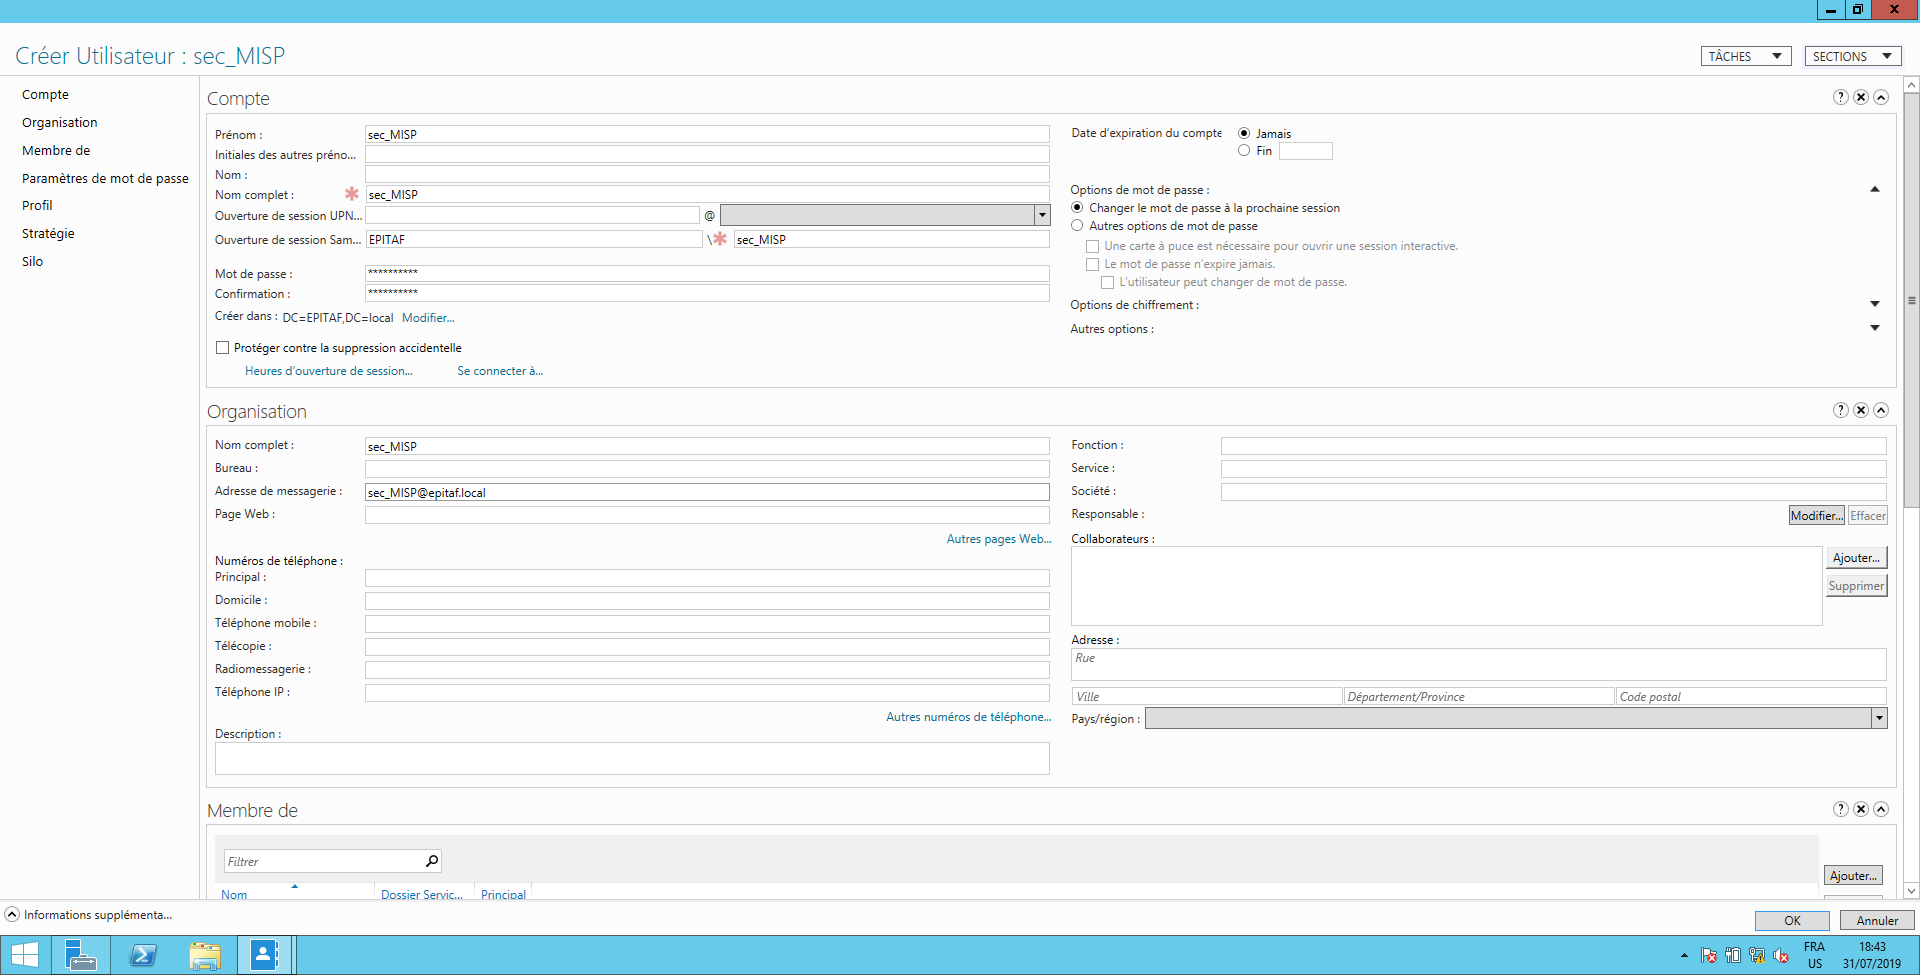 Créer Utilisateur : sec_MISP
TÂCHES
SECTIONS
Compte
Organisation
Membre de
Paramètres de mot de passe
Profil
Stratégie
Silo
Compte
Prénom :
sec_MISP
Initiales des autres préno...
Nom :
Nom complet :
sec_MISP
Ouverture de session UPN...
@
Ouverture de session Sam...
EPITAF
\
sec_MISP
Mot de passe :
**********
Confirmation :
**********
Créer dans : DC=EPITAF,DC=local Modifier...
Protéger contre la suppression accidentelle
Heures d'ouverture de session...
Se connecter à...
Date d'expiration du compte
Jamais
Fin
Options de mot de passe :
Changer le mot de passe à la prochaine session
Autres options de mot de passe
Une carte à puce est nécessaire pour ouvrir une session interactive.
Le mot de passe n'expire jamais.
L'utilisateur peut changer de mot de passe.
Options de chiffrement :
Autres options :
Organisation
Nom complet :
sec_MISP
Bureau :
Adresse de messagerie :
sec_MISP@epitaf.local
Page Web :
Autres pages Web...
Numéros de téléphone :
Principal :
Domicile :
Téléphone mobile :
Télécopie :
Radiomessagerie :
Téléphone IP :
Autres numéros de téléphone...
Description :
Fonction :
Service :
Société :
Responsable :
Modifier...
Effacer
Collaborateurs :
Ajouter...
Supprimer
Adresse :
Rue
Ville
Département/Province
Code postal
Pays/région :
Membre de
Filtrer
Ajouter...
Nom
Dossier Servic...
Principal
Informations supplémenta...
OK
Annuler
FRA
US
18:43
31/07/2019